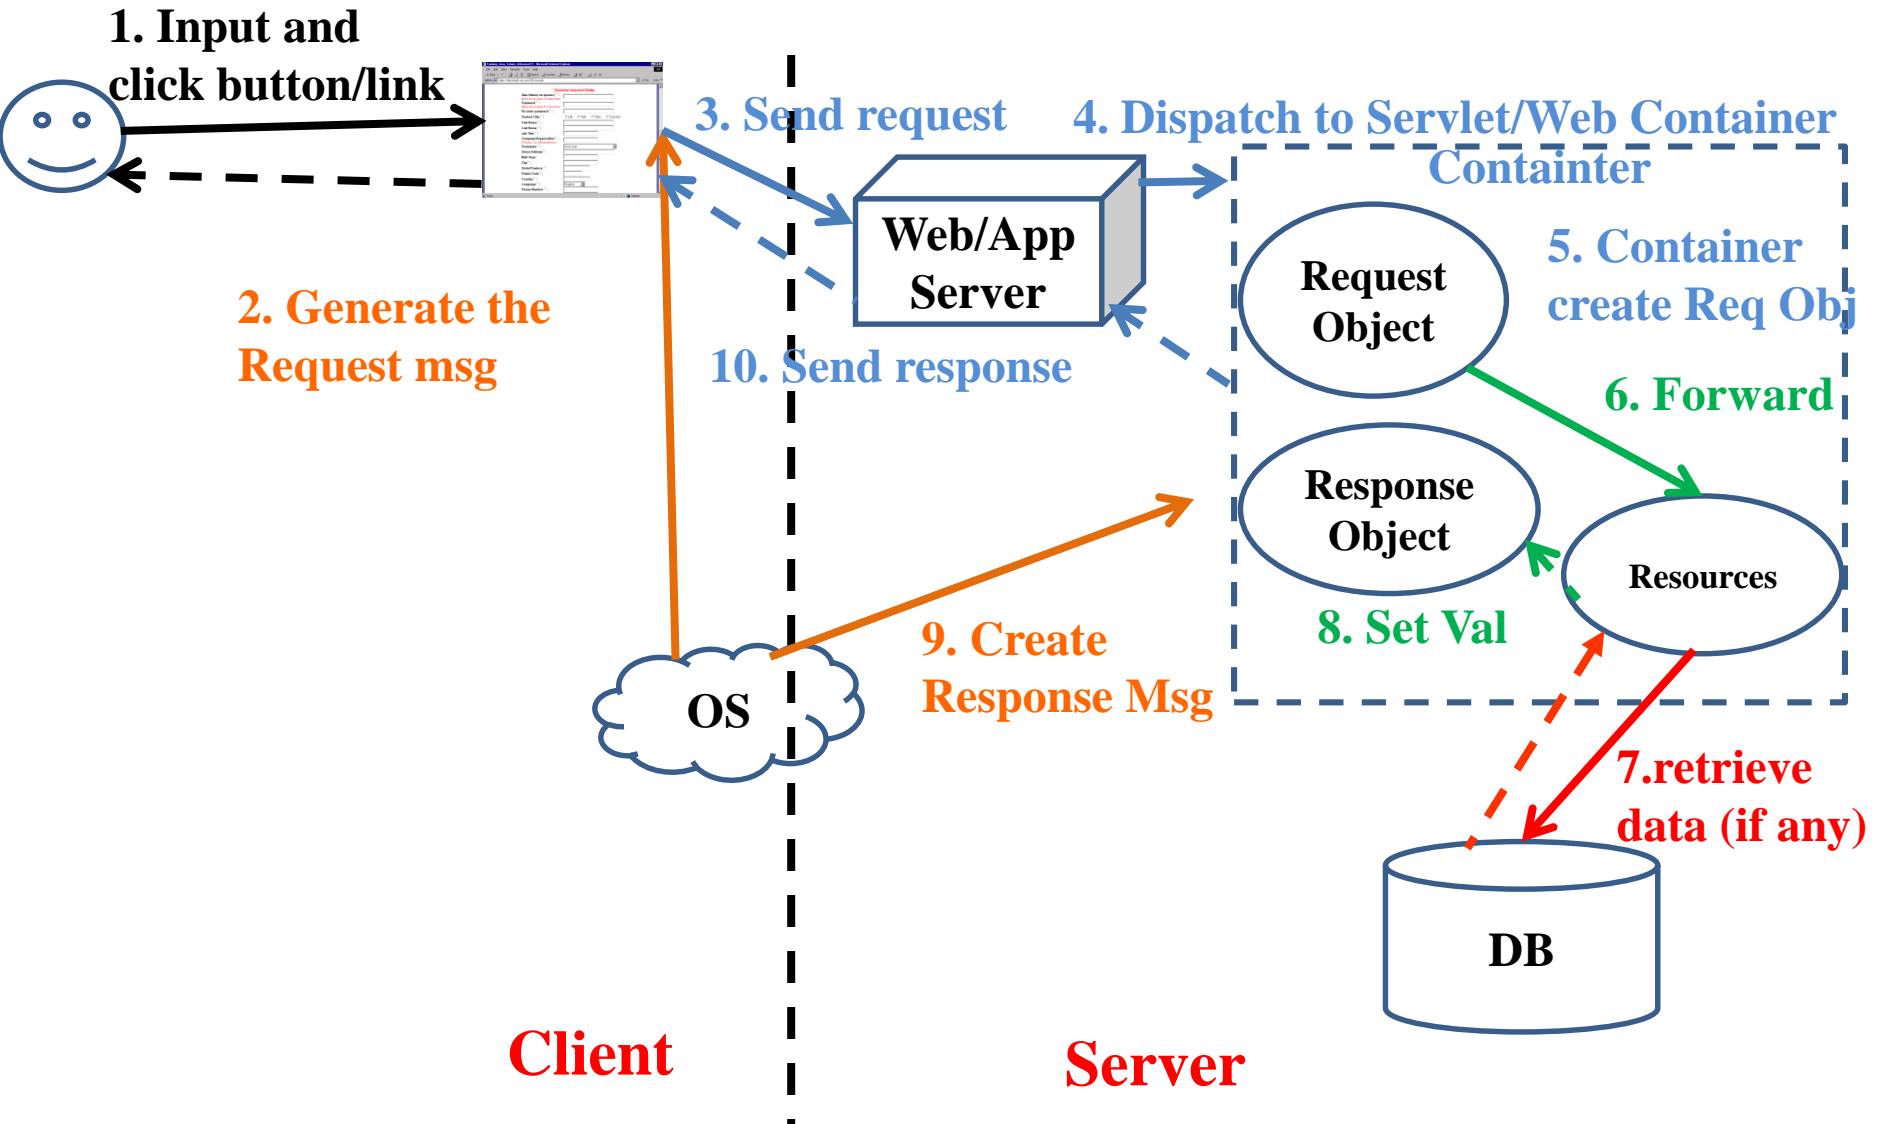 1. Input and
click button/link
3. Send request
4. Dispatch to Servlet/Web Container
Containter
Web/App
Server
Request
Object
5. Container
create Req Obj
2. Generate the
Request msg
10. Send response
6. Forward
Response
Object
Resources
8. Set Val
9. Create
Response Msg
OS
7.retrieve
data (if any)
DB
Client
Server